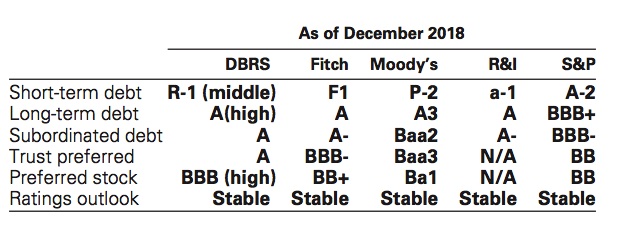 As of December 2018
DBRS Fitch Moody's R&I S&P
Short-term debt R-1 (middle) F1 P-2 a-1 A-2
Long-term debt A(high) A A3 A BBB+
Subordinated debt A A- Baa2 A- BBB-
Trust preferred A BBB- Baa3 N/A BB
Preferred stock BBB (high) BB+ Ba1 N/A BB
Ratings outlook Stable Stable Stable Stable Stable